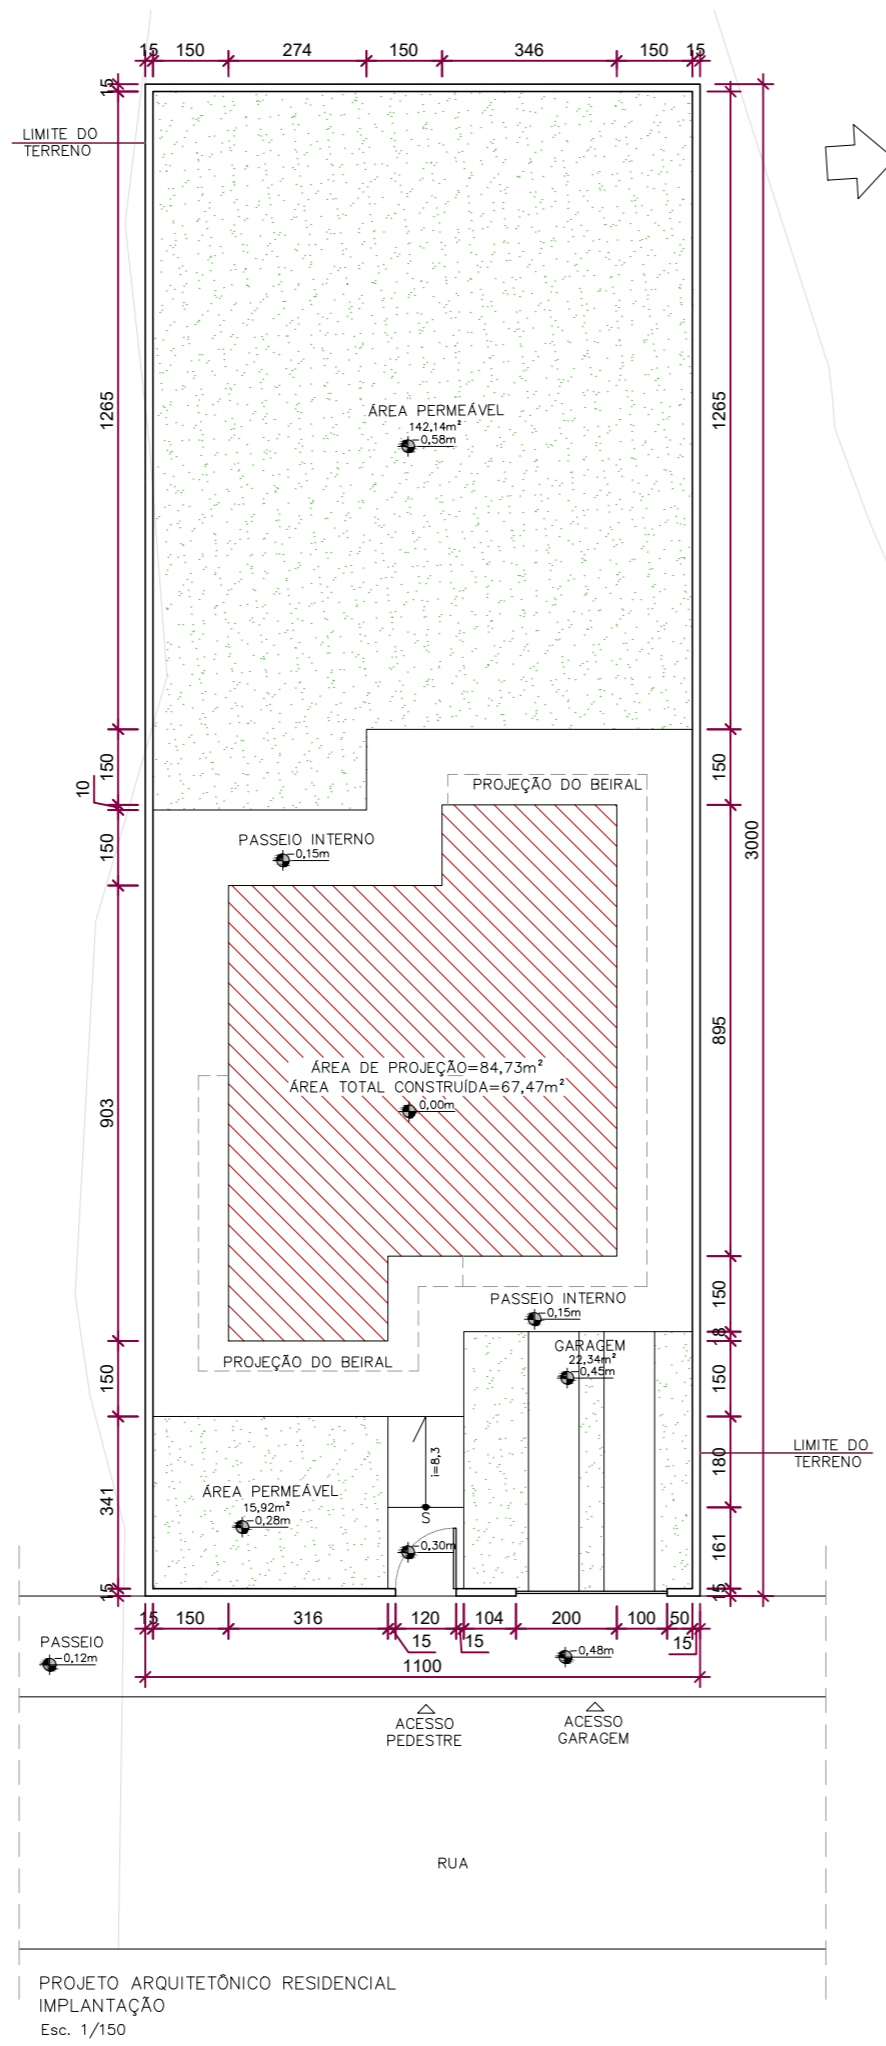 15 150 274 150 346 150 15
15
LIMITE DO
TERRENO
1265
1265
ÁREA PERMEÁVEL
142,14m²
-0,58m
150
10
150
150
3000
PROJEÇÃO DO BEIRAL
PASSEIO INTERNO
-0,15m
903
895
ÁREA DE PROJEÇÃO=84,73m²
ÁREA TOTAL CONSTRUÍDA=67,47m²
0,00m
150
8
PASSEIO INTERNO
-0,15m
GARAGEM
22,34m²
-0,45m
PROJEÇÃO DO BEIRAL
150
150
LIMITE DO
TERRENO
i=8,3
180
341
ÁREA PERMEÁVEL
15,92m²
-0,28m
S
-0,30m
161
15
15
15 150 316 120 104 200 100 50
15 15 15
PASSEIO
-0,12m
-0,48m
1100
ACESSO
PEDESTRE
ACESSO
GARAGEM
RUA
PROJETO ARQUITETÔNICO RESIDENCIAL
IMPLANTAÇÃO
Esc. 1/150